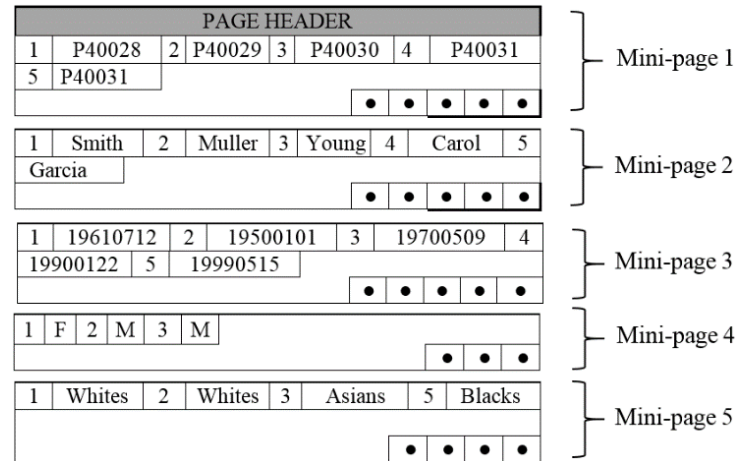 PAGE HEADER
1 P40028 2 P40029 3 P40030 4 P40031
5 P40031
Mini-page 1
1 Smith 2 Muller 3 Young 4 Carol 5
Garcia
Mini-page 2
1 19610712 2 19500101 3 19700509 4
19900122 5 19990515
Mini-page 3
1 F 2 M 3 M
Mini-page 4
1 Whites 2 Whites 3 Asians 5 Blacks
Mini-page 5